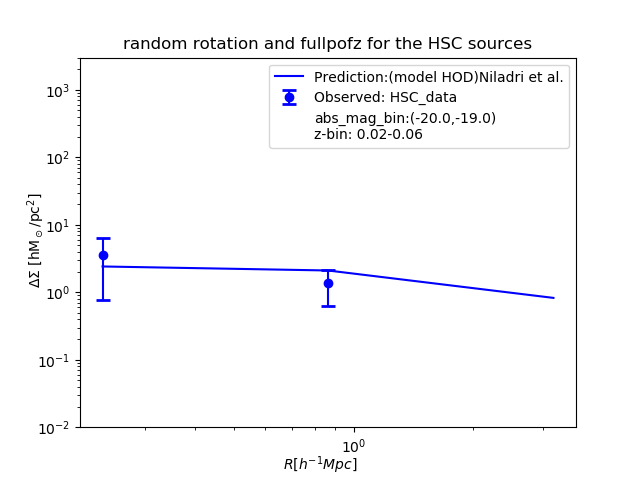 random rotation and fullpofz for the HSC sources
Prediction:(model HOD)Niladri et al.
Observed: HSC_data
abs_mag_bin:(-20.0,-19.0)
z-bin: 0.02-0.06
ΔΣ [hM⊙/pc²]
10³
10²
10¹
10⁰
10⁻¹
10⁻²
10⁰
R[h⁻¹Mpc]